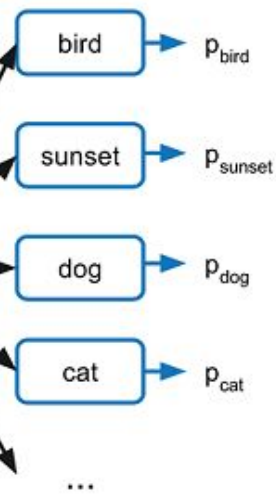 bird p_bird
sunset p_sunset
dog p_dog
cat p_cat
...